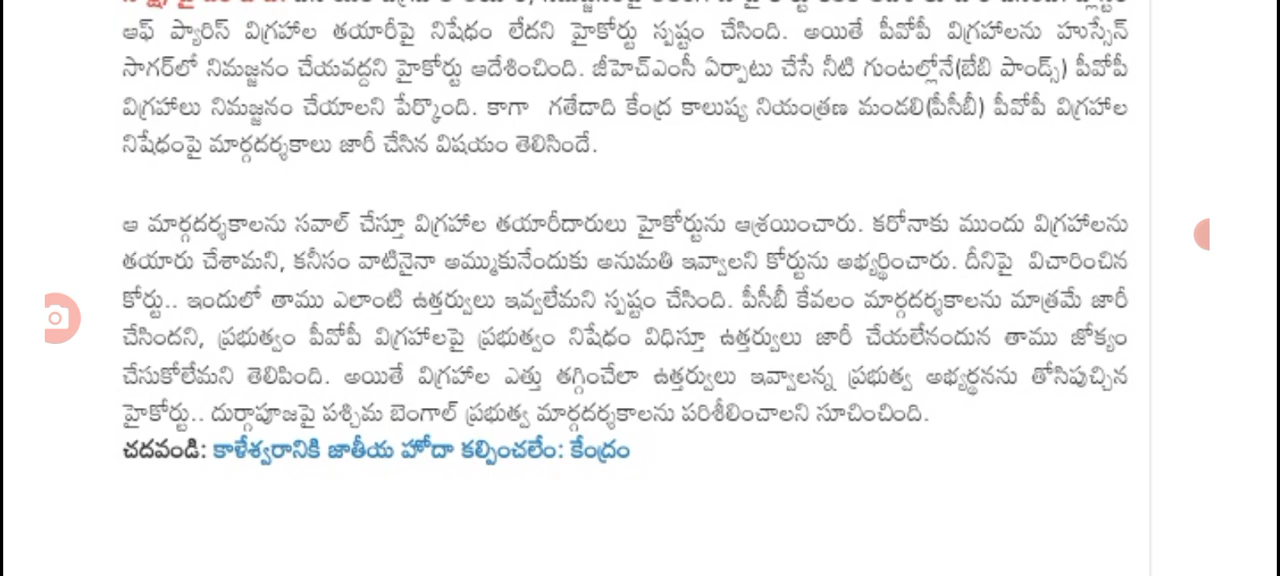 ఆఫ్ ప్యారిస్ విగ్రహాల తయారీపై నిషేధం లేదని హైకోర్టు స్పష్టం చేసింది. అయితే పీవోపీ విగ్రహాలను హుస్సేన్
సాగర్‌లో నిమజ్జనం చేయవద్దని హైకోర్టు ఆదేశించింది. జీహెచ్‌ఎంసీ ఏర్పాటు చేసే నీటి గుంటల్లోనే(బేబి పాండ్స్‌) పీవోపీ
విగ్రహాలు నిమజ్జనం చేయాలని పేర్కొంది. కాగా గతేడాది కేంద్ర కాలుష్య నియంత్రణ మండలి(పీసీబీ) పీవోపీ విగ్రహాల
నిషేధంపై మార్గదర్శకాలు జారీ చేసిన విషయం తెలిసిందే.
ఆ మార్గదర్శకాలను సవాల్‌ చేస్తూ విగ్రహాల తయారీదారులు హైకోర్టును ఆశ్రయించారు. కరోనాకు ముందు విగ్రహాలను
తయారు చేశామని, కనీసం వాటినైనా అమ్ముకునేందుకు అనుమతి ఇవ్వాలని కోర్టును అభ్యర్థించారు. దీనిపై విచారించిన
కోర్టు.. ఇందులో తాము ఎలాంటి ఉత్తర్వులు ఇవ్వలేమని స్పష్టం చేసింది. పీసీబీ కేవలం మార్గదర్శకాలను మాత్రమే జారీ
చేసిందని, ప్రభుత్వం పీవోపీ విగ్రహాలపై ప్రభుత్వం నిషేధం విధిస్తూ ఉత్తర్వులు జారీ చేయలేనందున తాము జోక్యం
చేసుకోలేమని తెలిపింది. అయితే విగ్రహాల ఎత్తు తగ్గించేలా ఉత్తర్వులు ఇవ్వాలన్న ప్రభుత్వ అభ్యర్థనను తోసిపుచ్చిన
హైకోర్టు.. దుర్గాపూజపై పశ్చిమ బెంగాల్‌ ప్రభుత్వ మార్గదర్శకాలను పరిశీలించాలని సూచించింది.
చదవండి: కాళేశ్వరానికి జాతీయ హోదా కల్పించలేం: కేంద్రం